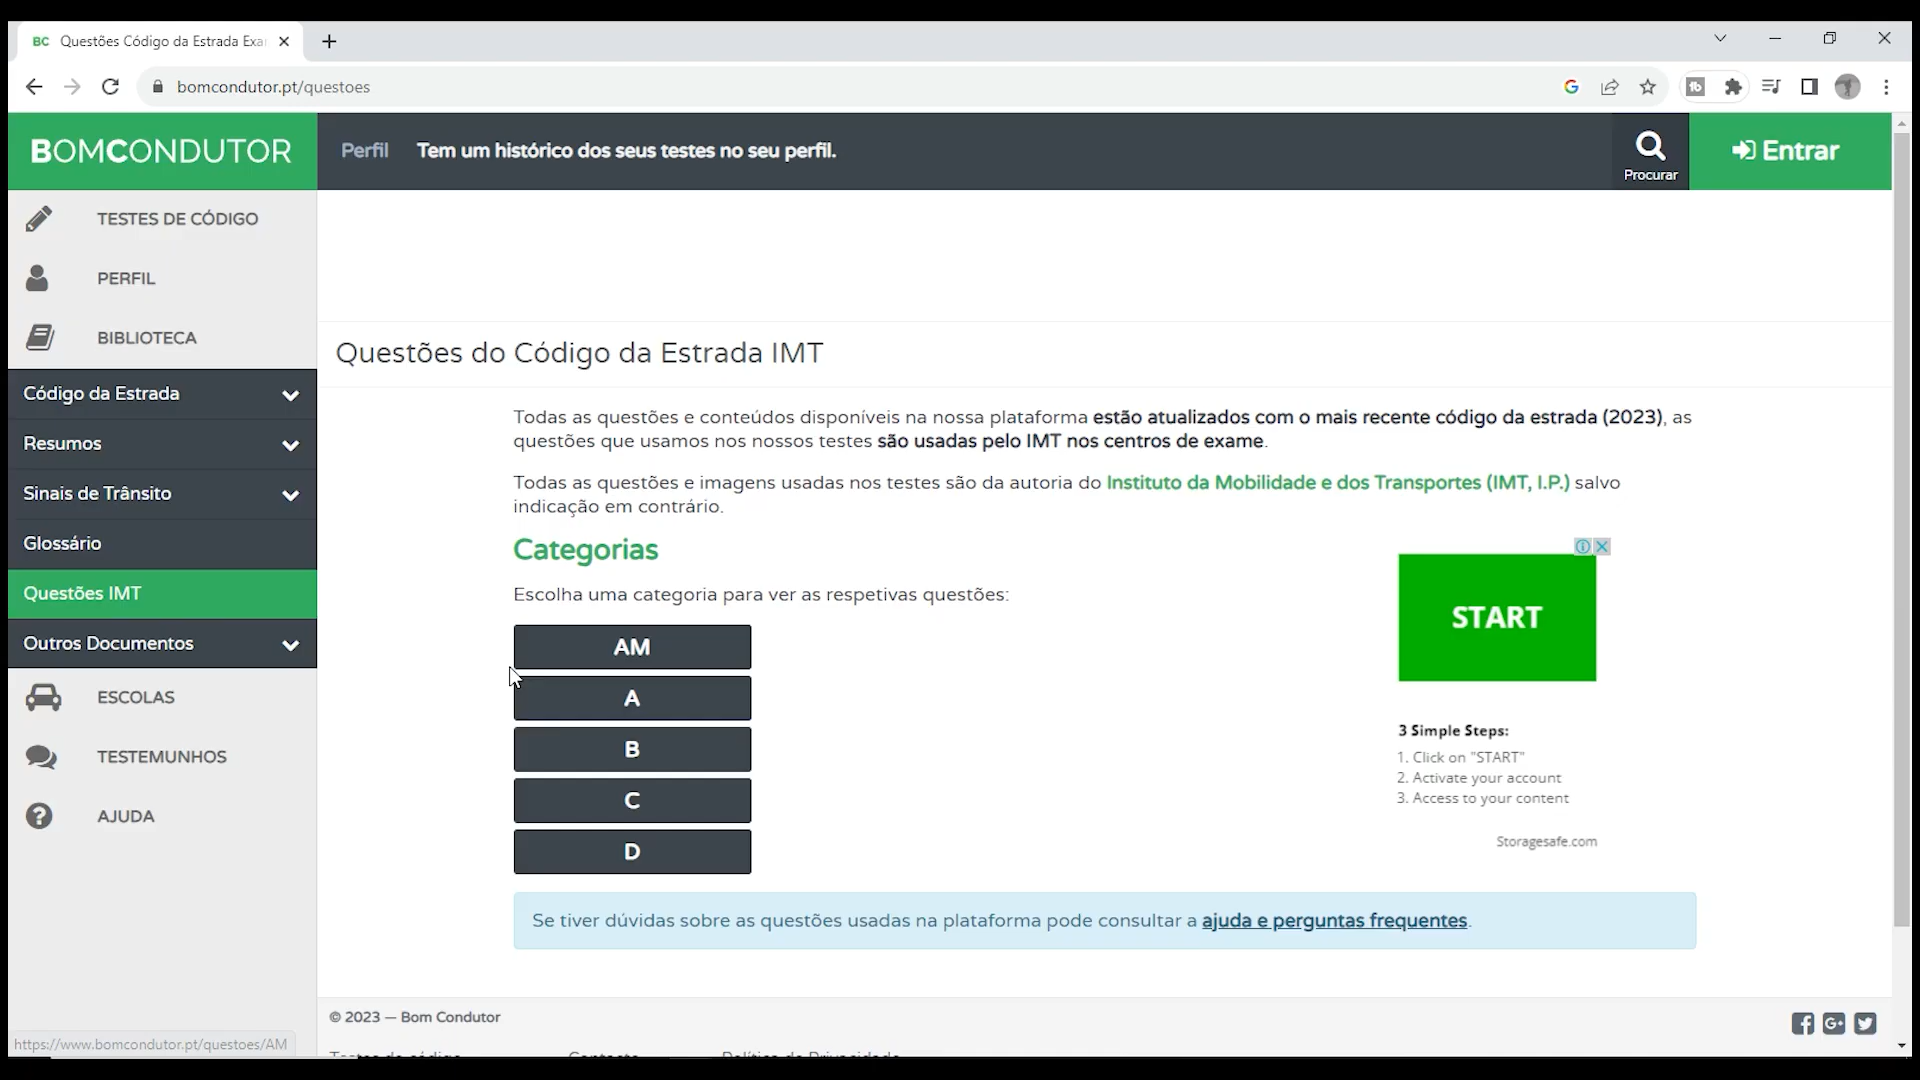 BC Questões Código da Estrada Exa
bomcondutor.pt/questoes
BOMCONDUTOR
Perfil
Tem um histórico dos seus testes no seu perfil.
Procurar
Entrar
TESTES DE CÓDIGO
PERFIL
BIBLIOTECA
Código da Estrada
Resumos
Sinais de Trânsito
Glossário
Questões IMT
Outros Documentos
ESCOLAS
TESTEMUNHOS
AJUDA
Questões do Código da Estrada IMT
Todas as questões e conteúdos disponíveis na nossa plataforma estão atualizados com o mais recente código da estrada (2023), as
questões que usamos nos nossos testes são usadas pelo IMT nos centros de exame.
Todas as questões e imagens usadas nos testes são da autoria do Instituto da Mobilidade e dos Transportes (IMT, I.P.) salvo
indicação em contrário.
Categorias
Escolha uma categoria para ver as respetivas questões:
AM
A
B
C
D
START
3 Simple Steps:
1. Click on "START"
2. Activate your account
3. Access to your content
Storagesafe.com
Se tiver dúvidas sobre as questões usadas na plataforma pode consultar a ajuda e perguntas frequentes.
© 2023 — Bom Condutor
https://www.bomcondutor.pt/questoes/AM
Testes de código
Contacto
Política de Privacidade